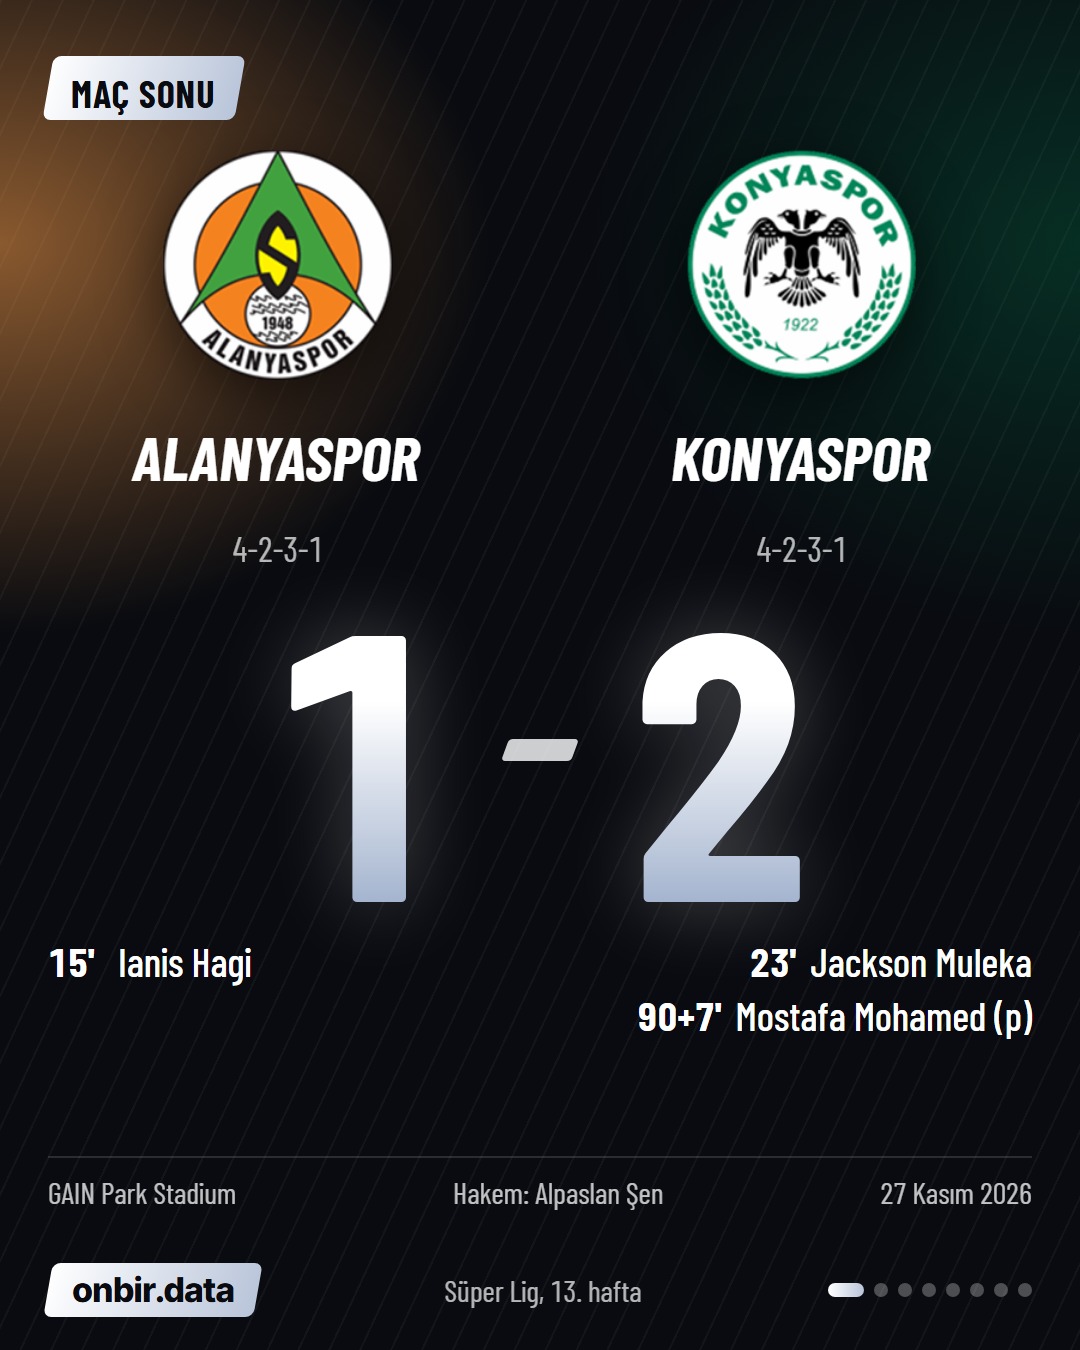 MAÇ SONU
1948
ALANYASPOR
KONYASPOR
1922
ALANYASPOR
KONYASPOR
4-2-3-1
4-2-3-1
1 - 2
15' Ianis Hagi
23' Jackson Muleka
90+7' Mostafa Mohamed (p)
GAIN Park Stadium
Hakem: Alpaslan Şen
27 Kasım 2026
onbir.data
Süper Lig, 13. hafta